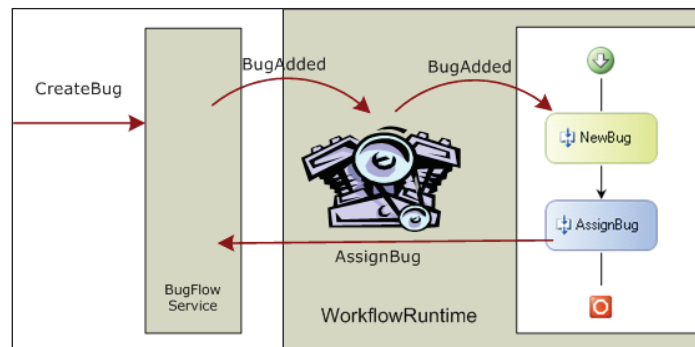 CreateBug
BugAdded
BugAdded
NewBug
AssignBug
AssignBug
BugFlow
Service
WorkflowRuntime